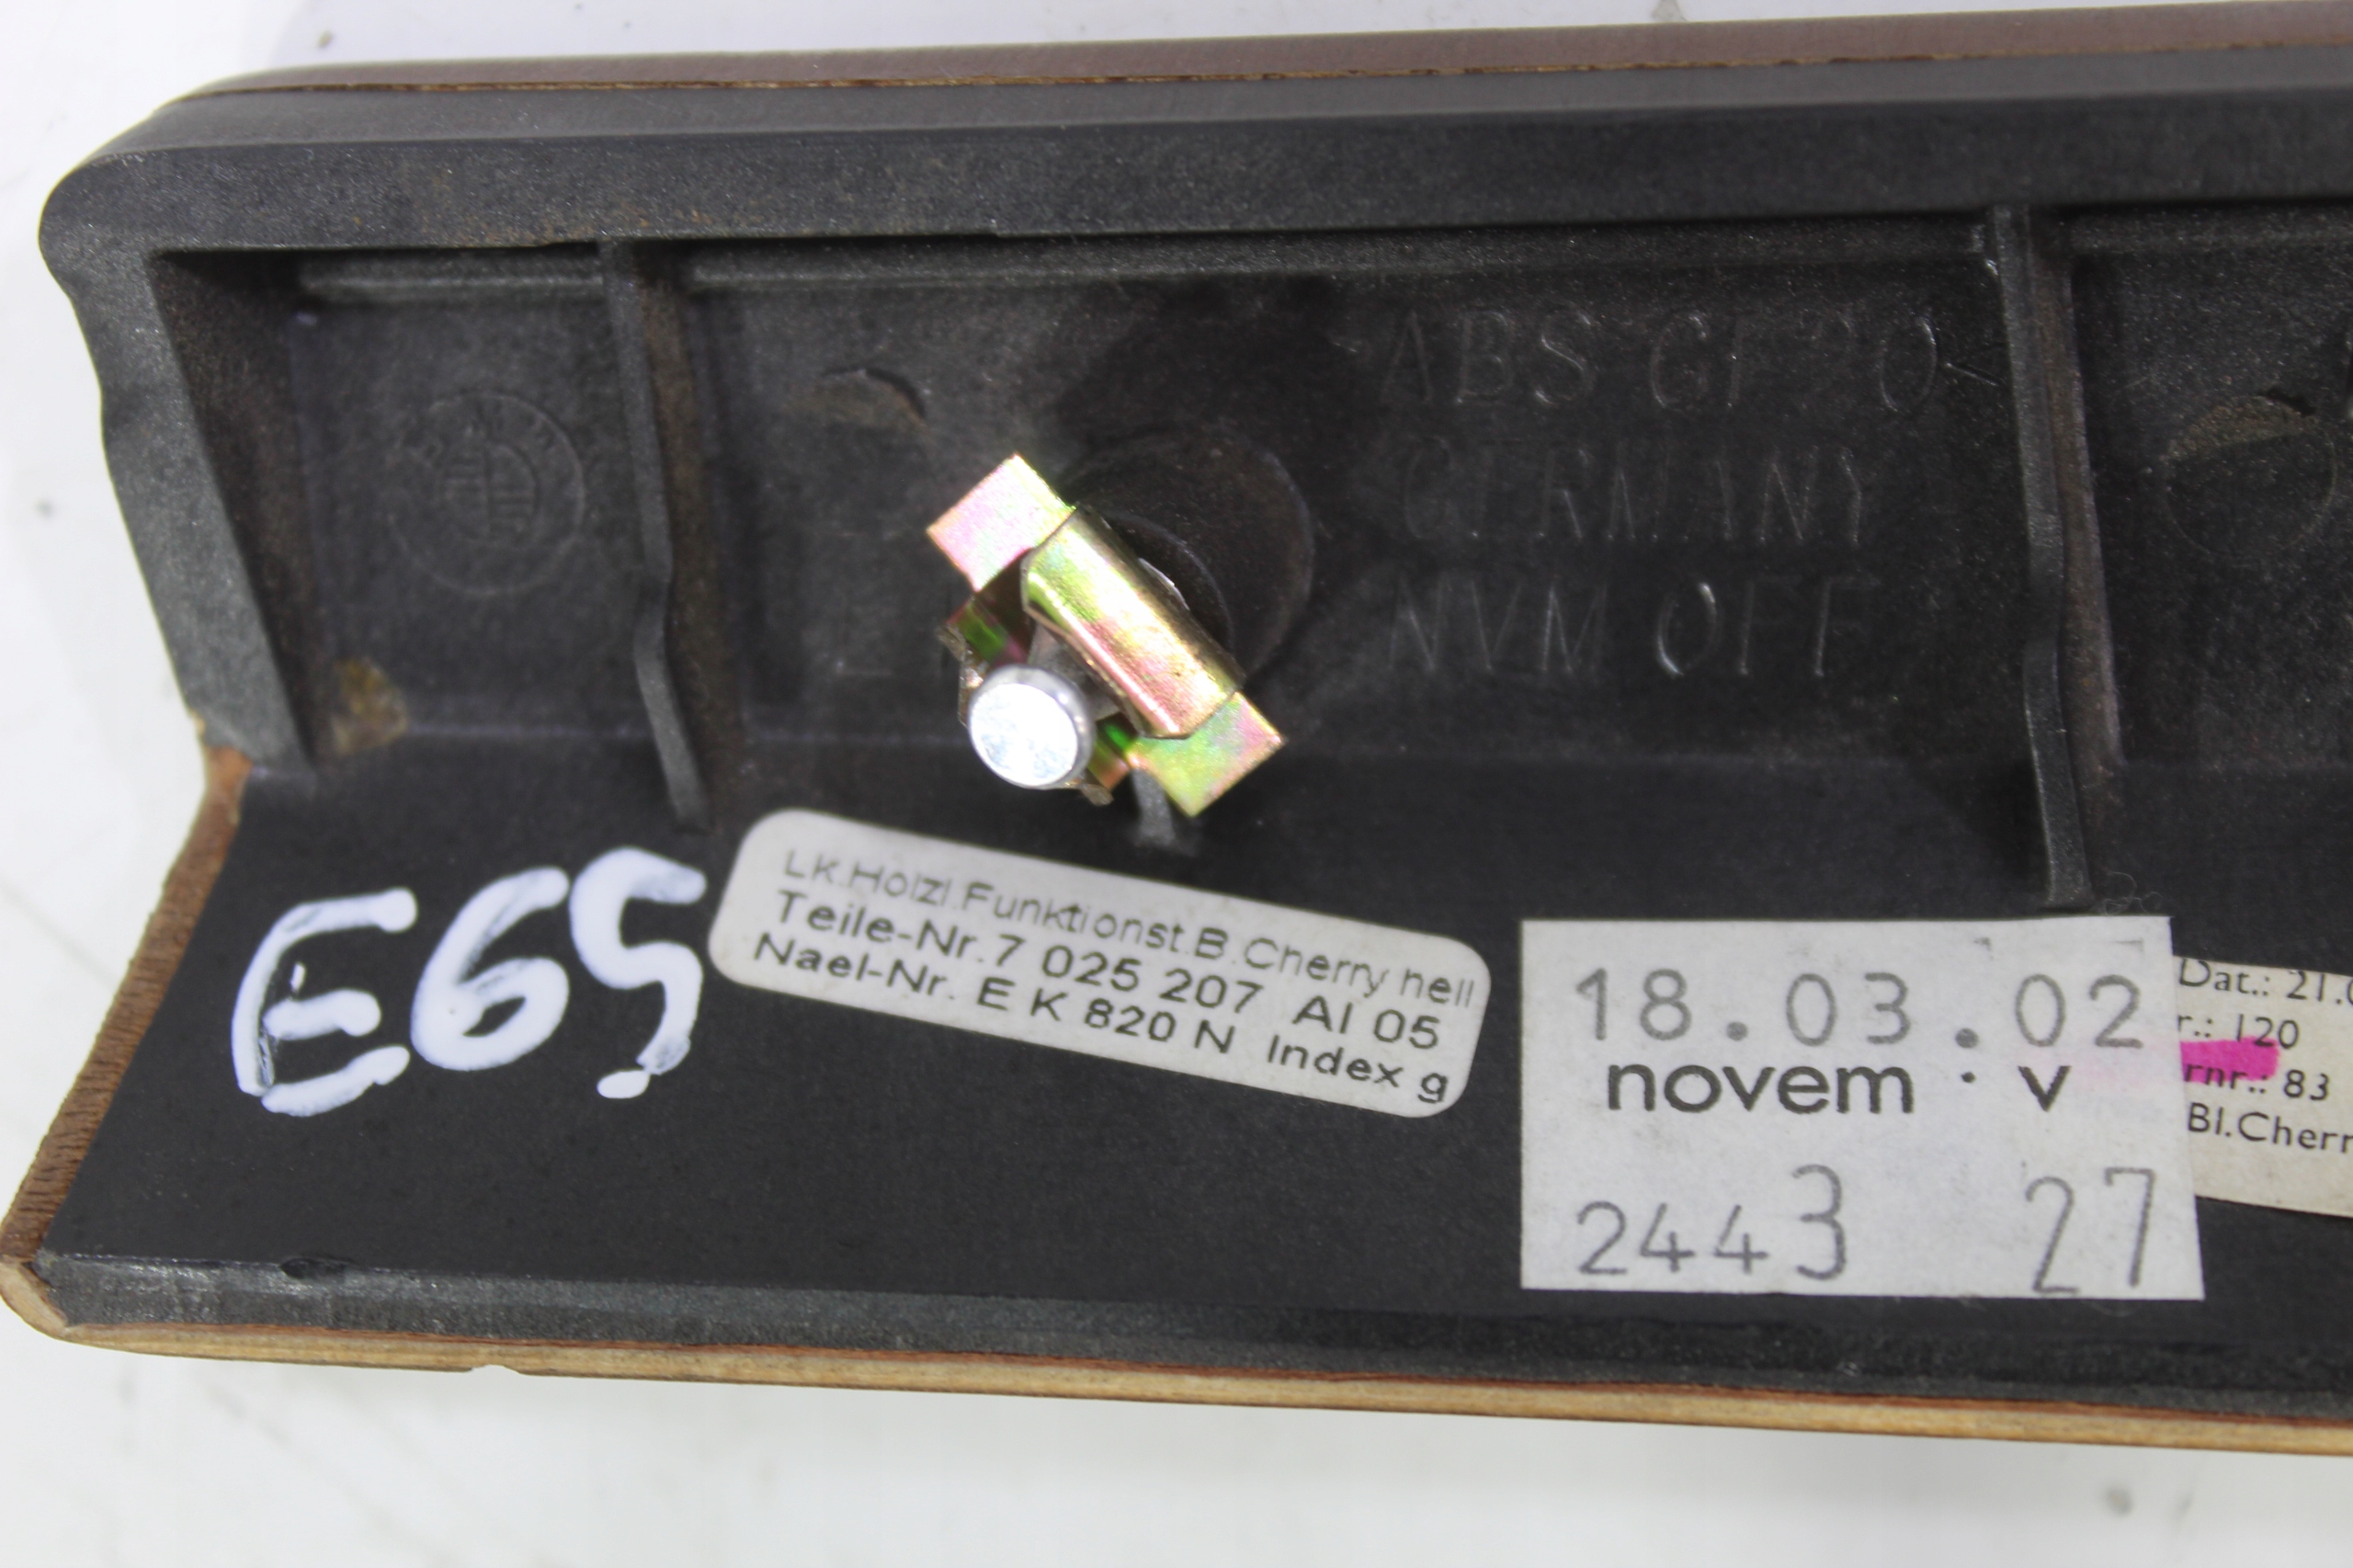 ABS GF20
GERMANY
NVM OFF
E65
Lk.Holzl.Funktionst.B.Cherry hell
Teile-Nr.7 025 207 AI 05
Nael-Nr. E K 820 N Index g
18.03.02
novem · v
2443 27
Dat.: 21.0
r.: 120
rnr.: 83
Bl.Cherr